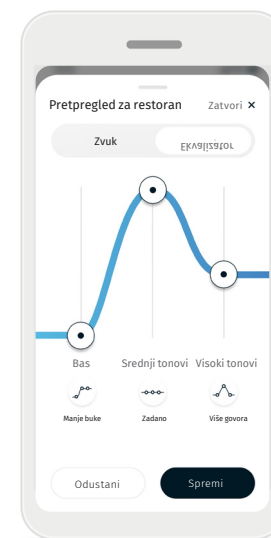 Pretpregled za restoran Zatvori ×
Zvuk Ekvalizator
Bas Srednji tonovi Visoki tonovi
Manje buke Zadano Više govora
Odustani Spremi